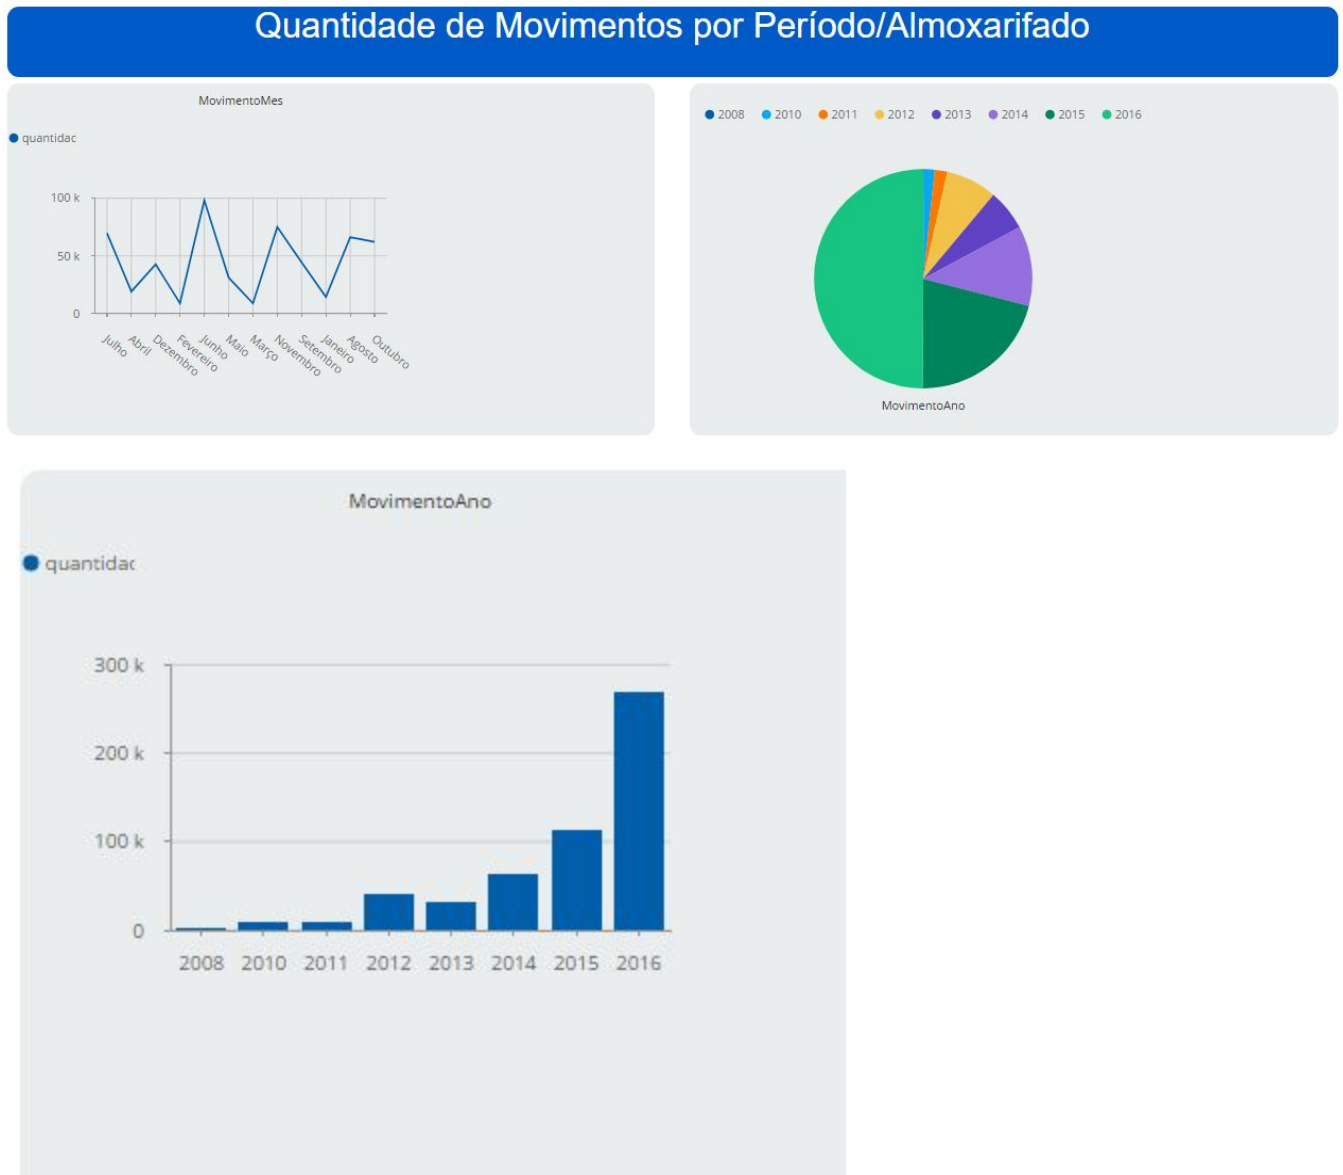 Quantidade de Movimentos por Período/Almoxarifado
MovimentoMes
quantidac
100 k
50 k
0
Julho
Abril
Dezembro
Fevereiro
Junho
Maio
Março
Novembro
Setembro
Janeiro
Agosto
Outubro
2008 2010 2011 2012 2013 2014 2015 2016
MovimentoAno
MovimentoAno
quantidac
300 k
200 k
100 k
0
2008 2010 2011 2012 2013 2014 2015 2016